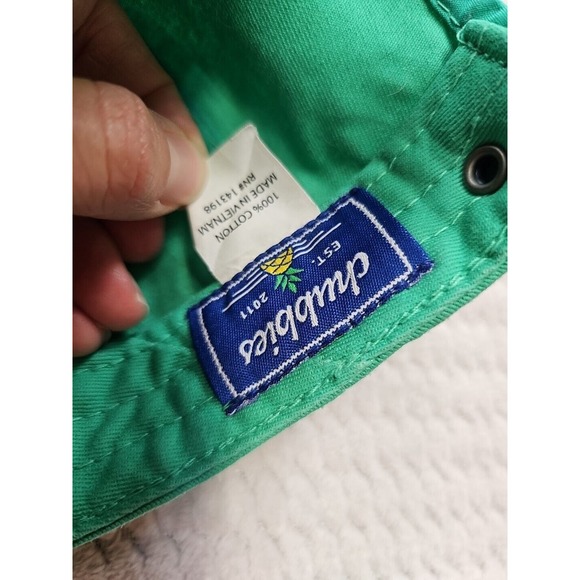 100% COTTON
MADE IN VIETNAM
RN# 143198
chubbies
EST. 2011